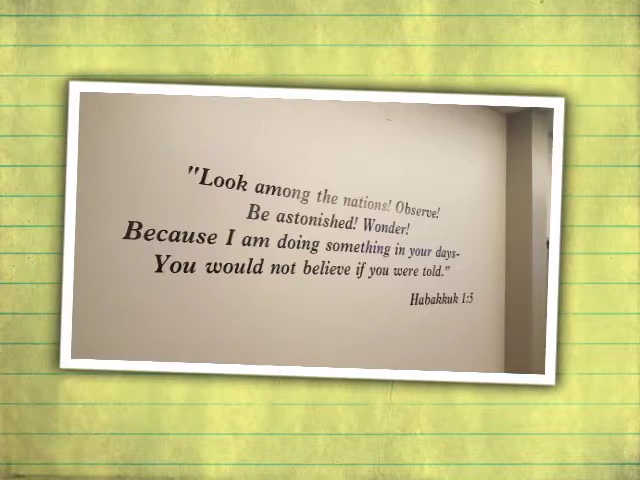 "Look among the nations! Observe!
Be astonished! Wonder!
Because I am doing something in your days-
You would not believe if you were told."
Habakkuk 1:5